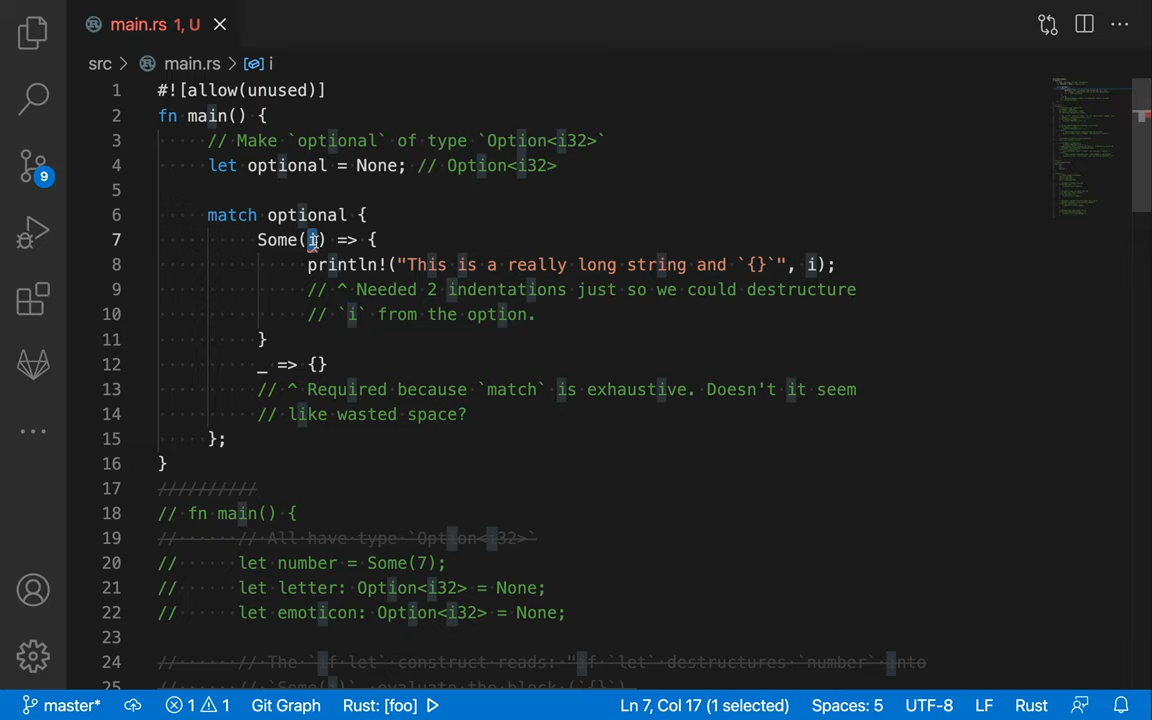 main.rs 1, U
src > main.rs > i
1 #![allow(unused)]
2 fn main() {
3 // Make `optional` of type `Option<i32>`
4 let optional = None; // Option<i32>
5
6 match optional {
7 Some(i) => {
8 println!("This is a really long string and `{}`", i);
9 // ^ Needed 2 indentations just so we could destructure
10 // `i` from the option.
11 }
12 _ => {}
13 // ^ Required because `match` is exhaustive. Doesn't it seem
14 // like wasted space?
15 };
16 }
17 //////////
18 // fn main() {
19 // // All have type `Option<i32>`
20 // let number = Some(7);
21 // let letter: Option<i32> = None;
22 // let emoticon: Option<i32> = None;
23
24 // // The `if let` construct reads: "if `let` destructures `number` into
25 // // `Some(i)`, evaluate the block (`{}`).
9
master* 1 1 Git Graph Rust: [foo] Ln 7, Col 17 (1 selected) Spaces: 5 UTF-8 LF Rust